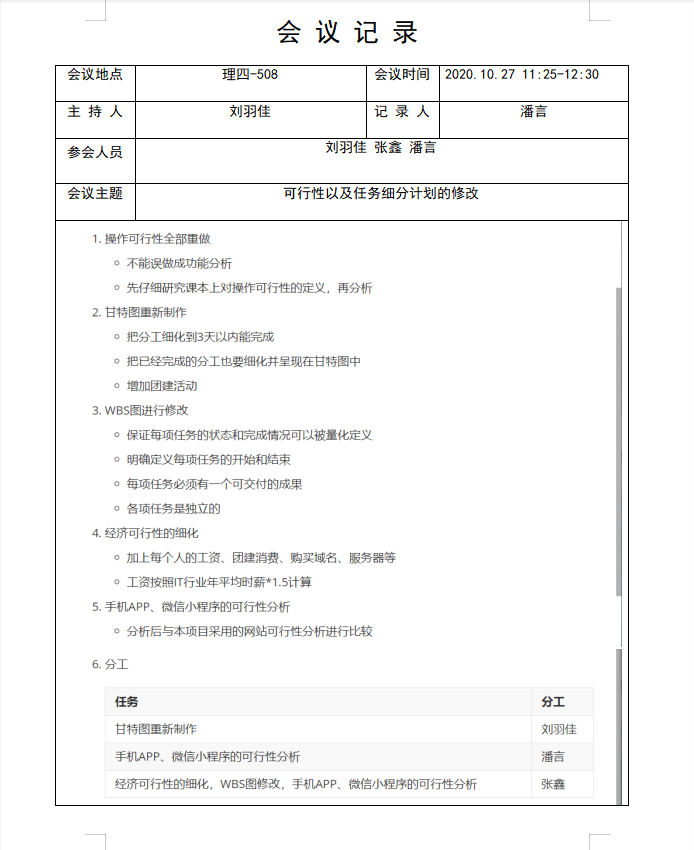 会 议 记 录
会议地点 理四-508 会议时间 2020.10.27 11:25-12:30
主 持 人 刘羽佳 记 录 人 潘言
参会人员 刘羽佳 张鑫 潘言
会议主题 可行性以及任务细分计划的修改
1. 操作可行性全部重做
不能误做成功能分析
先仔细研究课本上对操作可行性的定义，再分析
2. 甘特图重新制作
把分工细化到3天以内能完成
把已经完成的分工也要细化并呈现在甘特图中
增加团建活动
3. WBS图进行修改
保证每项任务的状态和完成情况可以被量化定义
明确定义每项任务的开始和结束
每项任务必须有一个可交付的成果
各项任务是独立的
4. 经济可行性的细化
加上每个人的工资、团建消费、购买域名、服务器等
工资按照IT行业年平均时薪*1.5计算
5. 手机APP、微信小程序的可行性分析
分析后与本项目采用的网站可行性分析进行比较
6. 分工
任务 分工
甘特图重新制作 刘羽佳
手机APP、微信小程序的可行性分析 潘言
经济可行性的细化，WBS图修改，手机APP、微信小程序的可行性分析 张鑫